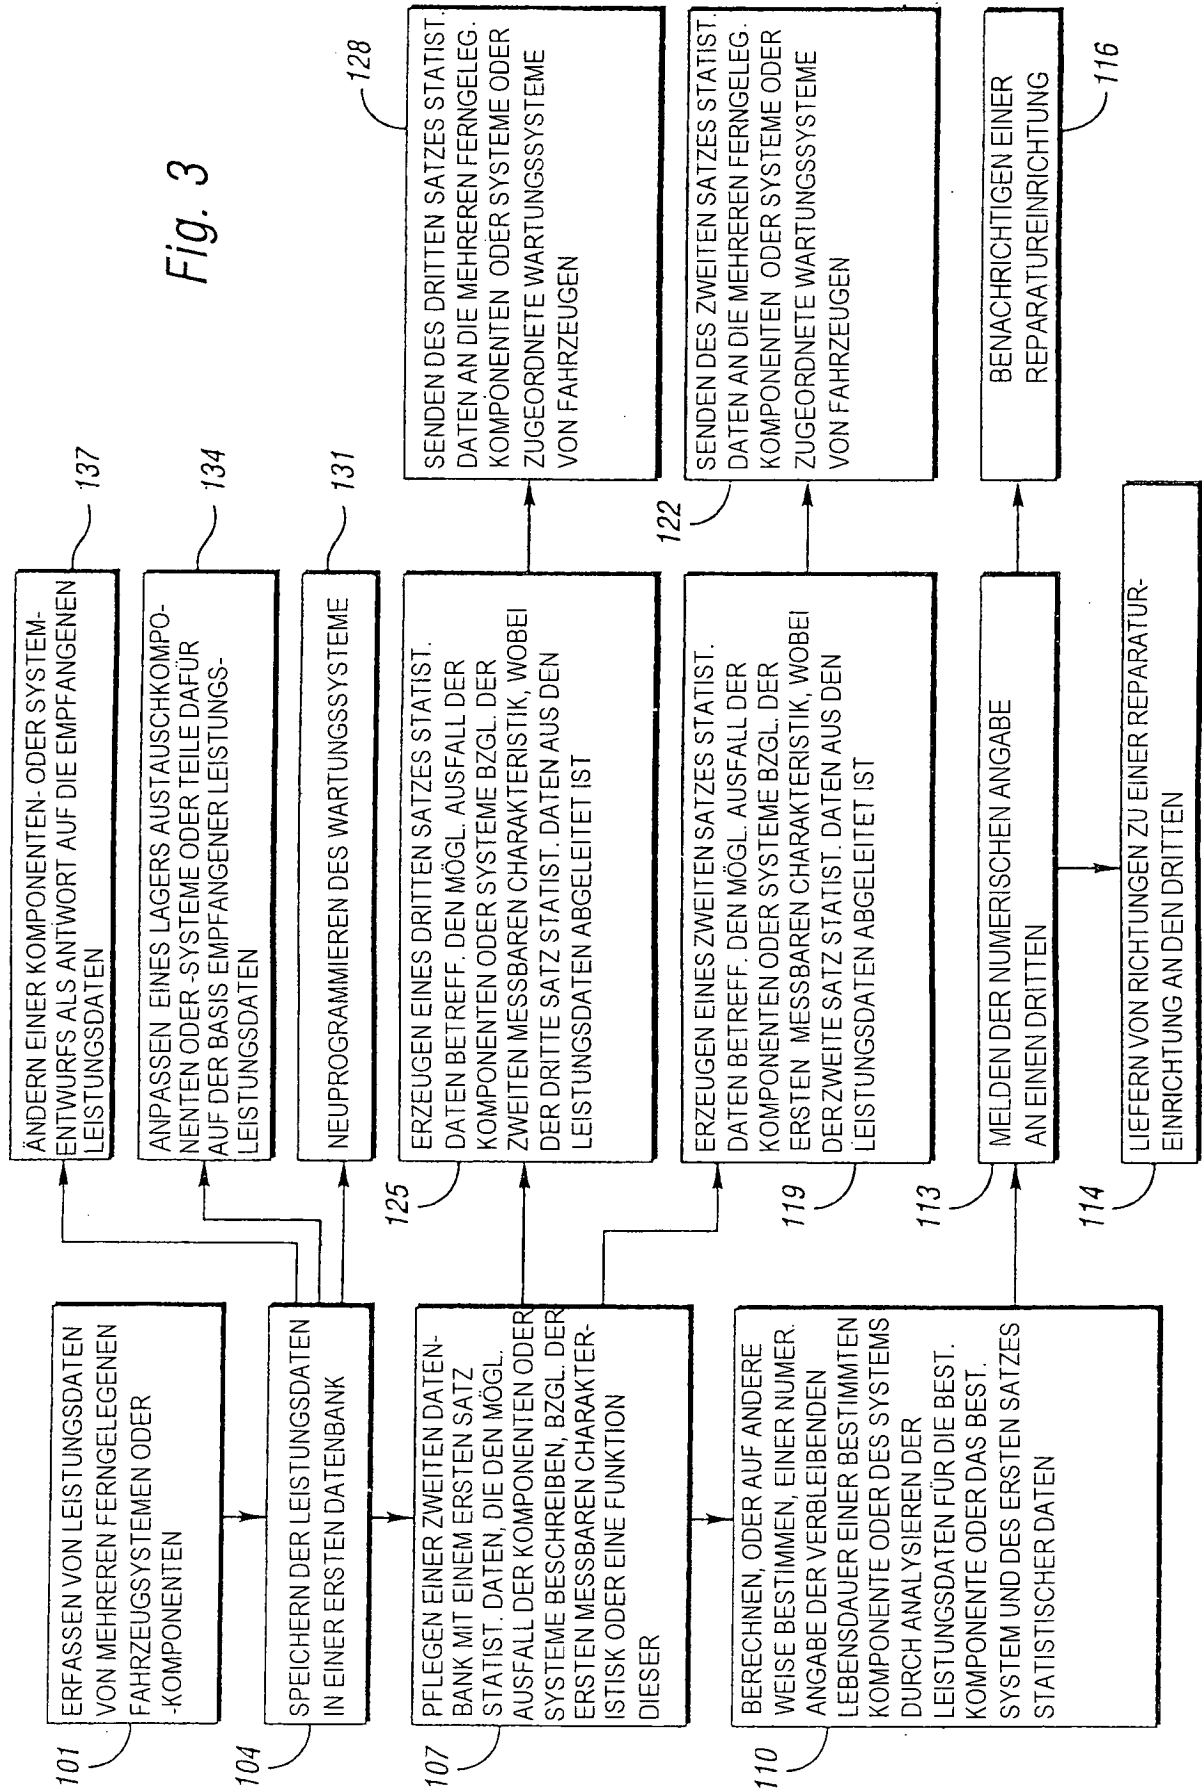 Fig. 3
ERFASSEN VON LEISTUNGSDATEN
VON MEHREREN FERNGELEGENEN
FAHRZEUGSYSTEMEN ODER
-KOMPONENTEN
101
SPEICHERN DER LEISTUNGSDATEN
IN EINER ERSTEN DATENBANK
104
PFLEGEN EINER ZWEITEN DATEN-
BANK MIT EINEM ERSTEN SATZ
STATIST. DATEN, DIE DEN MÖGL.
AUSFALL DER KOMPONENTEN ODER
SYSTEME BESCHREIBEN, BZGL. DER
ERSTEN MESSBAREN CHARAKTER-
ISTISK ODER EINE FUNKTION
DIESER
107
BERECHNEN, ODER AUF ANDERE
WEISE BESTIMMEN, EINER NUMER.
ANGABE DER VERBLEIBENDEN
LEBENSDAUER EINER BESTIMMTEN
KOMPONENTE ODER DES SYSTEMS
DURCH ANALYSIEREN DER
LEISTUNGSDATEN FÜR DIE BEST.
KOMPONENTE ODER DAS BEST.
SYSTEM UND DES ERSTEN SATZES
STATISTISCHER DATEN
110
ÄNDERN EINER KOMPONENTEN- ODER SYSTEM-
ENTWURFS ALS ANTWORT AUF DIE EMPFANGENEN
LEISTUNGSDATEN
137
ANPASSEN EINES LAGERS AUSTAUSCHKOMPO-
NENTEN ODER -SYSTEME ODER TEILE DAFÜR
AUF DER BASIS EMPFANGENER LEISTUNGS-
LEISTUNGSDATEN
134
NEUPROGRAMMIEREN DES WARTUNGSSYSTEME
131
ERZEUGEN EINES DRITTEN SATZES STATIST.
DATEN BETREFF. DEN MÖGL. AUSFALL DER
KOMPONENTEN ODER SYSTEME BZGL. DER
ZWEITEN MESSBAREN CHARAKTERISTIK, WOBEI
DER DRITTE SATZ STATIST. DATEN AUS DEN
LEISTUNGSDATEN ABGELEITET IST
125
SENDEN DES DRITTEN SATZES STATIST.
DATEN AN DIE MEHREREN FERNGELEG.
KOMPONENTEN ODER SYSTEME ODER
ZUGEORDNETE WARTUNGSSYSTEME
VON FAHRZEUGEN
128
ERZEUGEN EINES ZWEITEN SATZES STATIST.
DATEN BETREFF. DEN MÖGL. AUSFALL DER
KOMPONENTEN ODER SYSTEME BZGL. DER
ERSTEN MESSBAREN CHARAKTERISTIK, WOBEI
DERZWEITE SATZ STATIST. DATEN AUS DEN
LEISTUNGSDATEN ABGELEITET IST
119
SENDEN DES ZWEITEN SATZES STATIST.
DATEN AN DIE MEHREREN FERNGELEG.
KOMPONENTEN ODER SYSTEME ODER
ZUGEORDNETE WARTUNGSSYSTEME
VON FAHRZEUGEN
122
MELDEN DER NUMERISCHEN ANGABE
AN EINEN DRITTEN
113
BENACHRICHTIGEN EINER
REPARATUREINRICHTUNG
116
LIEFERN VON RICHTUNGEN ZU EINER REPARATUR-
EINRICHTUNG AN DEN DRITTEN
114